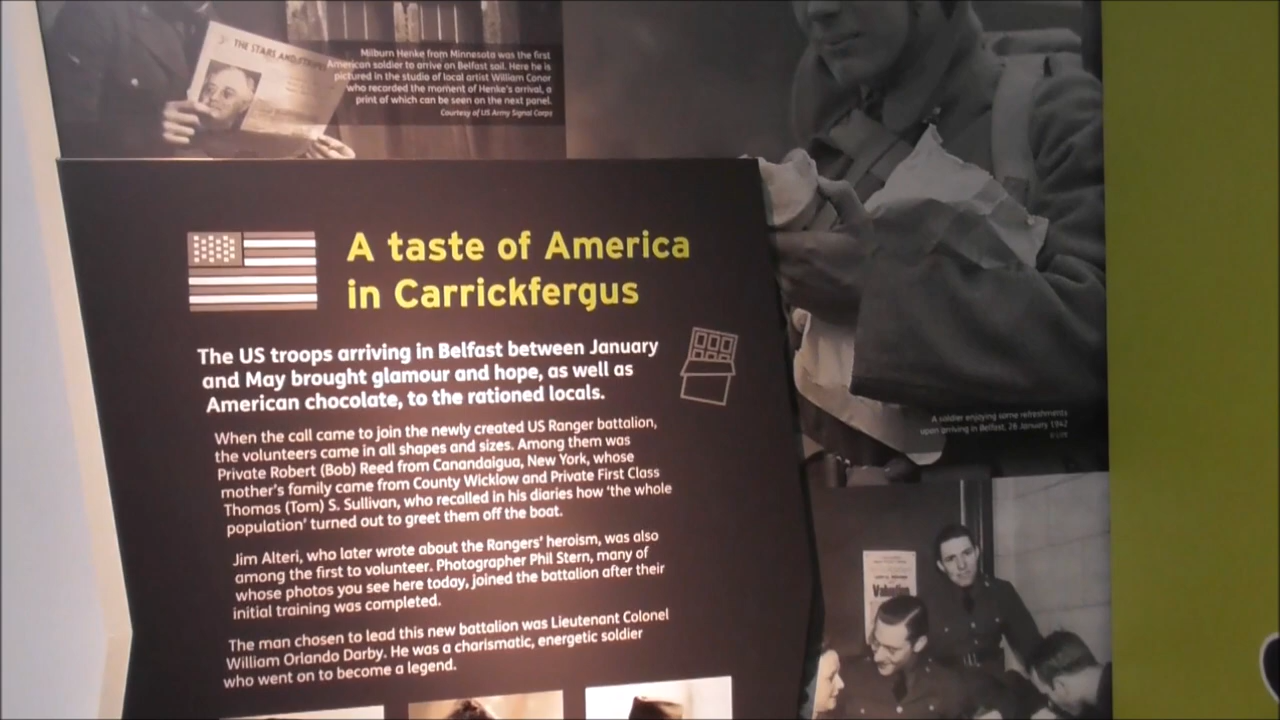 THE STARS AND STRIPES
Milburn Henke from Minnesota was the first
American soldier to arrive on Belfast soil. Here he is
pictured in the studio of local artist William Conor
who recorded the moment of Henke's arrival, a
print of which can be seen on the next panel.
Courtesy of US Army Signal Corps
A taste of America
in Carrickfergus
The US troops arriving in Belfast between January
and May brought glamour and hope, as well as
American chocolate, to the rationed locals.
When the call came to join the newly created US Ranger battalion,
the volunteers came in all shapes and sizes. Among them was
Private Robert (Bob) Reed from Canandaigua, New York, whose
mother's family came from County Wicklow and Private First Class
Thomas (Tom) S. Sullivan, who recalled in his diaries how 'the whole
population' turned out to greet them off the boat.
Jim Alteri, who later wrote about the Rangers' heroism, was also
among the first to volunteer. Photographer Phil Stern, many of
whose photos you see here today, joined the battalion after their
initial training was completed.
The man chosen to lead this new battalion was Lieutenant Colonel
William Orlando Darby. He was a charismatic, energetic soldier
who went on to become a legend.
A soldier enjoying some refreshments
upon arriving in Belfast, 26 January 1942